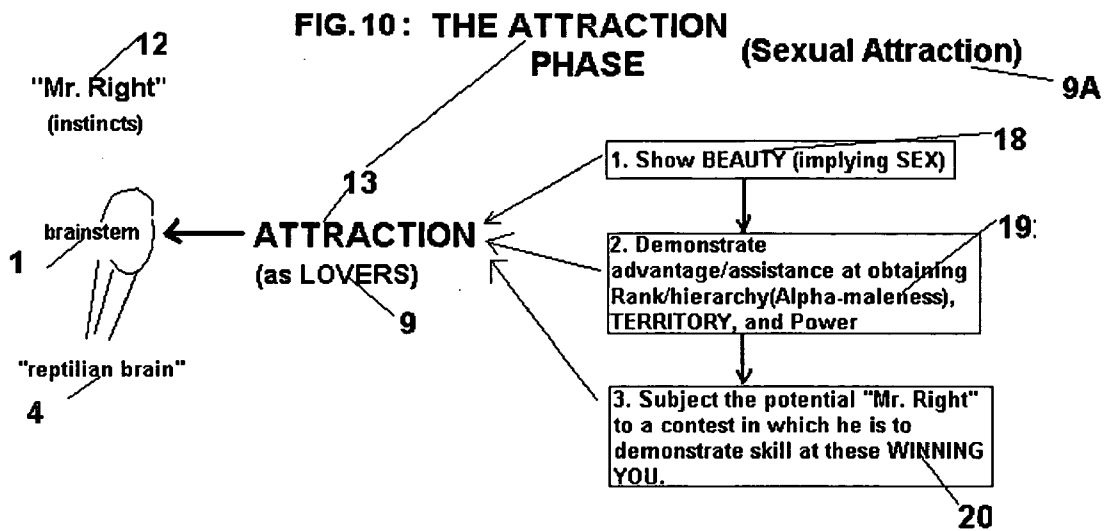 FIG. 10: THE ATTRACTION
PHASE
(Sexual Attraction)
12
9A
"Mr. Right"
(instincts)
18
1. Show BEAUTY (implying SEX)
13
brainstem
ATTRACTION
(as LOVERS)
1
9
19:
2. Demonstrate
advantage/assistance at obtaining
Rank/hierarchy(Alpha-maleness),
TERRITORY, and Power
"reptilian brain"
4
3. Subject the potential "Mr. Right"
to a contest in which he is to
demonstrate skill at these WINNING
YOU.
20